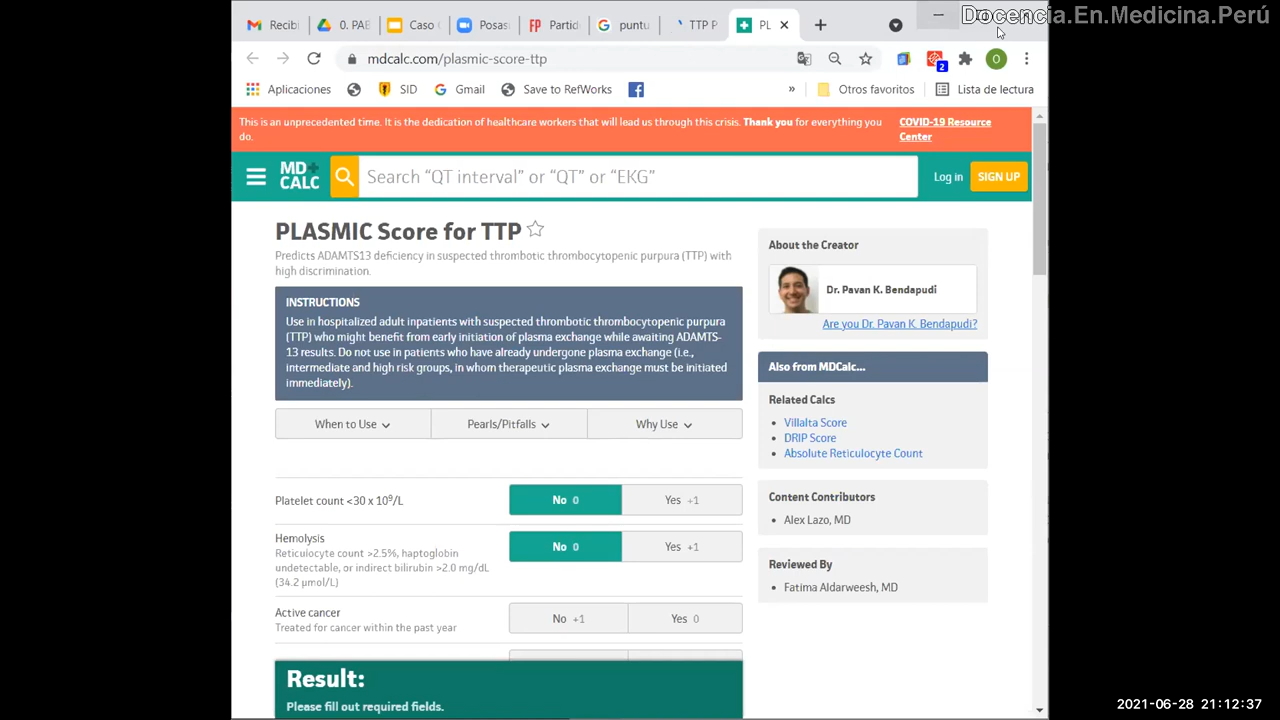 Recibi
PAB
Caso
Posas
FP Partid
puntu
TTP P
PL
Docencia.En.Medicina.Perú
mdcalc.com/plasmic-score-ttp
2
O
Aplicaciones
SID
Gmail
Save to RefWorks
»
Otros favoritos
Lista de lectura
This is an unprecedented time. It is the dedication of healthcare workers that will lead us through this crisis. Thank you for everything you
do.
COVID-19 Resource
Center
MD+
CALC
Search “QT interval” or “QT” or “EKG”
Log in
SIGN UP
PLASMIC Score for TTP
Predicts ADAMTS13 deficiency in suspected thrombotic thrombocytopenic purpura (TTP) with
high discrimination.
INSTRUCTIONS
Use in hospitalized adult inpatients with suspected thrombotic thrombocytopenic purpura
(TTP) who might benefit from early initiation of plasma exchange while awaiting ADAMTS-
13 results. Do not use in patients who have already undergone plasma exchange (i.e.,
intermediate and high risk groups, in whom therapeutic plasma exchange must be initiated
immediately).
When to Use
Pearls/Pitfalls
Why Use
Platelet count <30 x 10⁹/L
No 0
Yes +1
Hemolysis
Reticulocyte count >2.5%, haptoglobin
undetectable, or indirect bilirubin >2.0 mg/dL
(34.2 µmol/L)
No 0
Yes +1
Active cancer
Treated for cancer within the past year
No +1
Yes 0
Result:
Please fill out required fields.
About the Creator
Dr. Pavan K. Bendapudi
Are you Dr. Pavan K. Bendapudi?
Also from MDCalc...
Related Calcs
Villalta Score
DRIP Score
Absolute Reticulocyte Count
Content Contributors
Alex Lazo, MD
Reviewed By
Fatima Aldarweesh, MD
2021-06-28 21:12:37